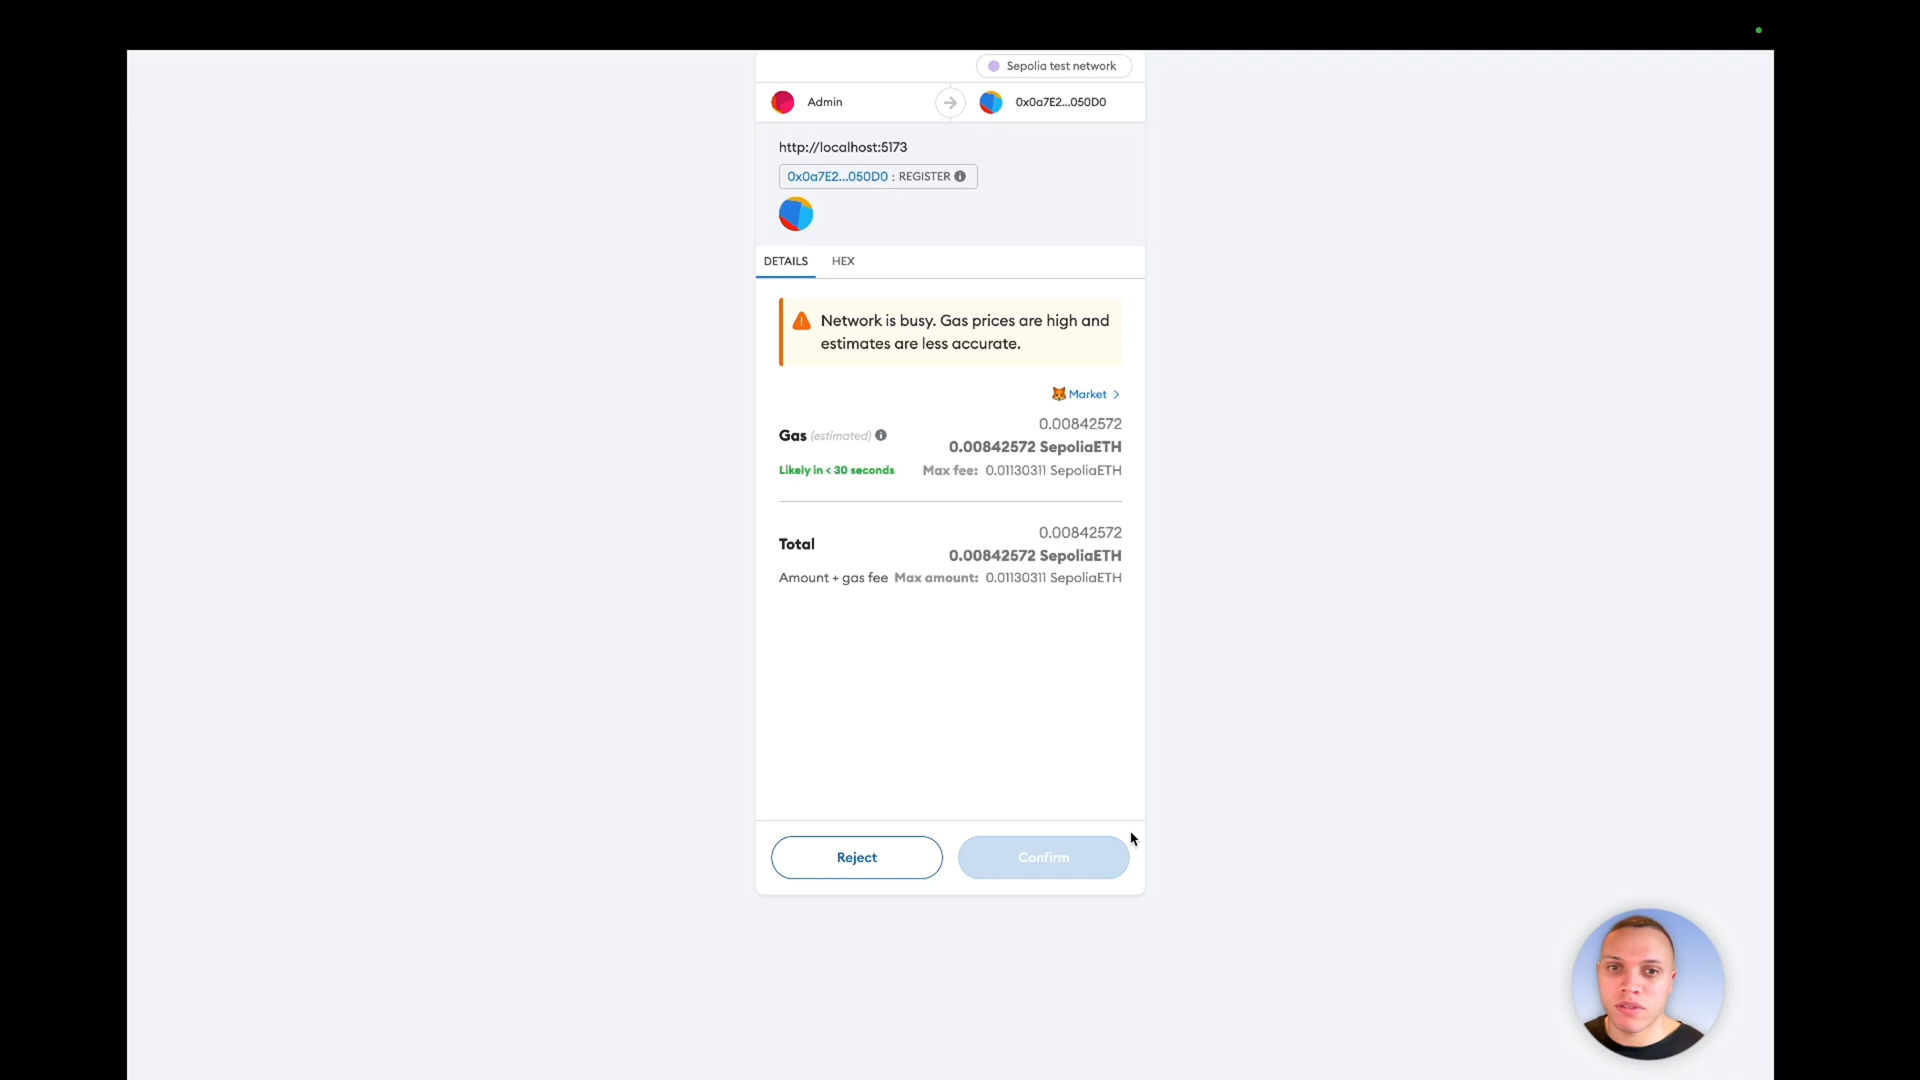 Sepolia test network
Admin
0x0a7E2...050D0
http://localhost:5173
0x0a7E2...050D0 : REGISTER
DETAILS
HEX
Network is busy. Gas prices are high and
estimates are less accurate.
Market
0.00842572
Gas (estimated)
0.00842572 SepoliaETH
Likely in < 30 seconds
Max fee: 0.01130311 SepoliaETH
0.00842572
Total
0.00842572 SepoliaETH
Amount + gas fee Max amount: 0.01130311 SepoliaETH
Reject
Confirm